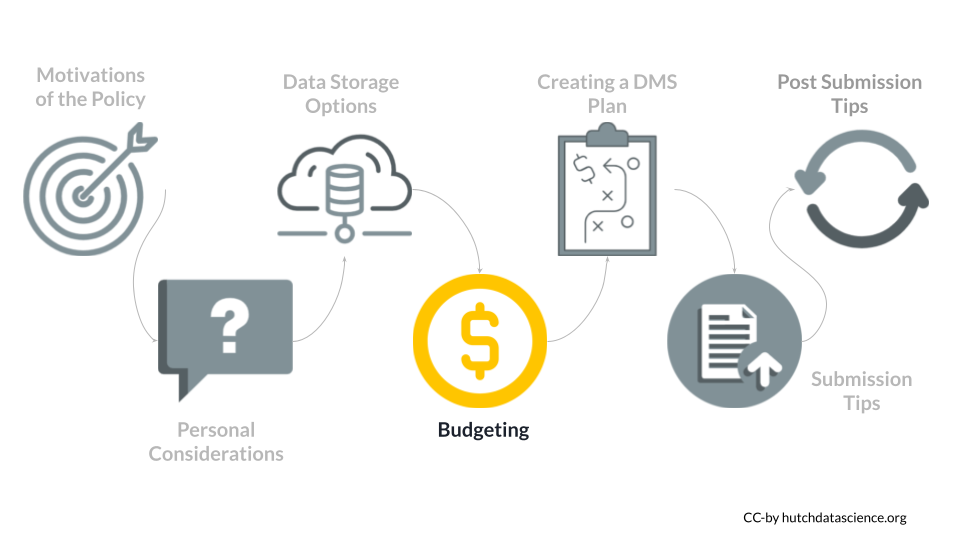 Motivations
of the Policy
Personal
Considerations
Data Storage
Options
$
Budgeting
Creating a DMS
Plan
Submission
Tips
Post Submission
Tips
?
CC-by hutchdatascience.org